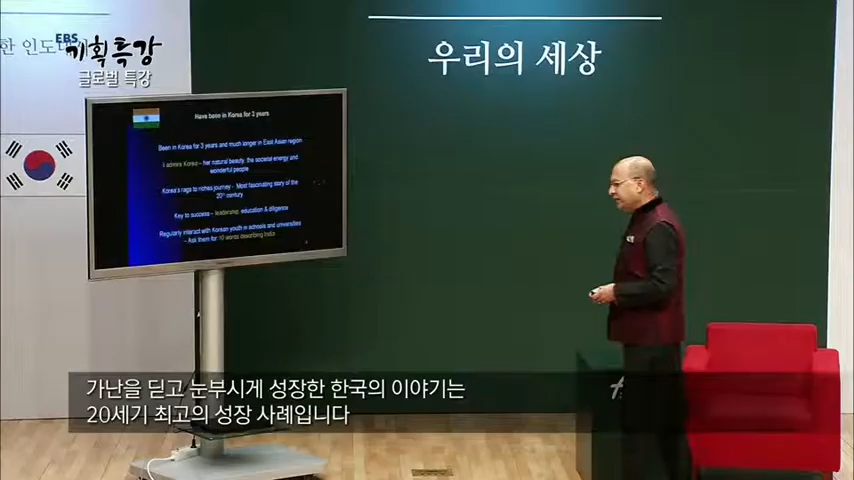 한 인도대
EBS
기획특강
글로벌 특강
우리의 세상
Have been in Korea for 3 years
Been in Korea for 3 years and much longer in East Asian region
I admire Korea – her natural beauty, the societal energy and
wonderful people
Korea's rags to riches journey - Most fascinating story of the
20th century
Key to success – leadership, education & diligence
Regularly interact with Korean youth in schools and universities
- Ask them for 10 words describing India
가난을 딛고 눈부시게 성장한 한국의 이야기는
20세기 최고의 성장 사례입니다